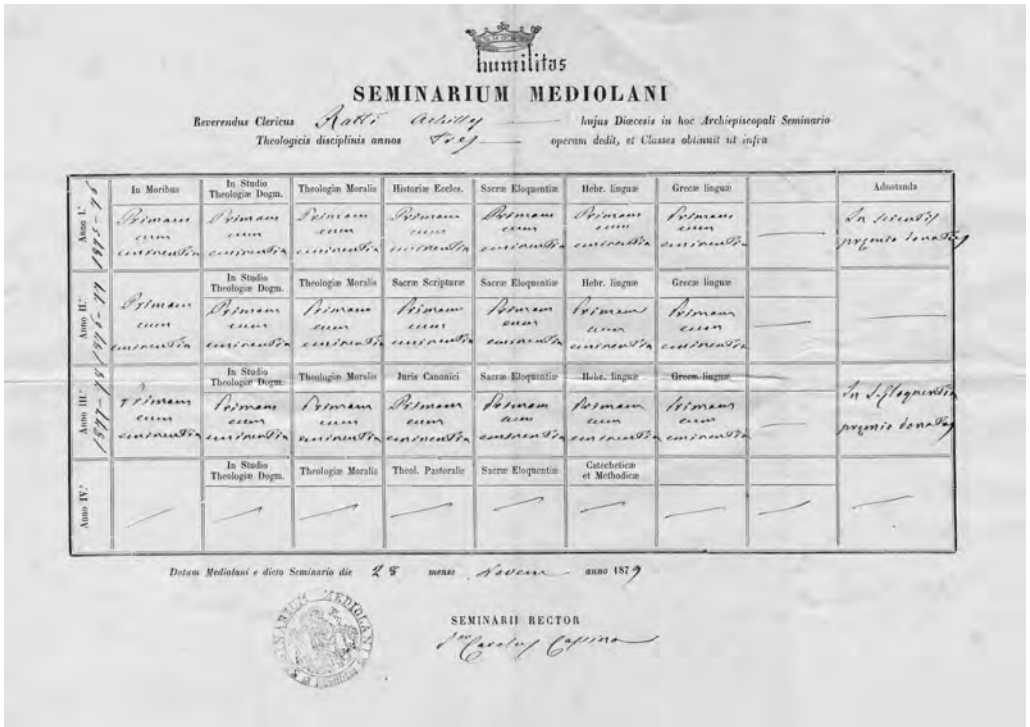 humilitas
SEMINARIUM MEDIOLANI
Reverendus Clericus Ratti Achilles hujus Diœcesis in hoc Archiepiscopali Seminario
Theologicis disciplinis annos Tres operam dedit, et Classes obtinuit ut infra
In Moribus In Studio Theologiæ Dogm. Theologiæ Moralis Historiæ Eccles. Sacræ Eloquentiæ Hebr. linguæ Græcæ linguæ Adnotanda
Anno I.° 1875-76
Primam Primam Primam Primam Primam Primam Primam In scientiis
cum cum cum cum cum cum cum
eminentia eminentia eminentia eminentia eminentia eminentia eminentia premio donatus
In Studio Theologiæ Dogm. Theologiæ Moralis Sacræ Scripturæ Sacræ Eloquentiæ Hebr. linguæ Græcæ linguæ
Anno II.° 1876-77
Primam Primam Primam Primam Primam Primam Primam
cum cum cum cum cum cum cum
eminentia eminentia eminentia eminentia eminentia eminentia eminentia
In Studio Theologiæ Dogm. Theologiæ Moralis Juris Canonici Sacræ Eloquentiæ Hebr. linguæ Græcæ linguæ
Anno III.° 1877-78
Primam Primam Primam Primam Primam Primam Primam In S. Eloquentia
cum cum cum cum cum cum cum
eminentia eminentia eminentia eminentia eminentia eminentia eminentia premio donatus
In Studio Theologiæ Dogm. Theologiæ Moralis Theol. Pastoralis Sacræ Eloquentiæ Catecheticæ et Methodicæ
Anno IV.°
Datum Mediolani e dicto Seminario die 28 mense Novem anno 1879
SEMINARIUM MEDIOLANI
SEMINARII RECTOR
Carolus